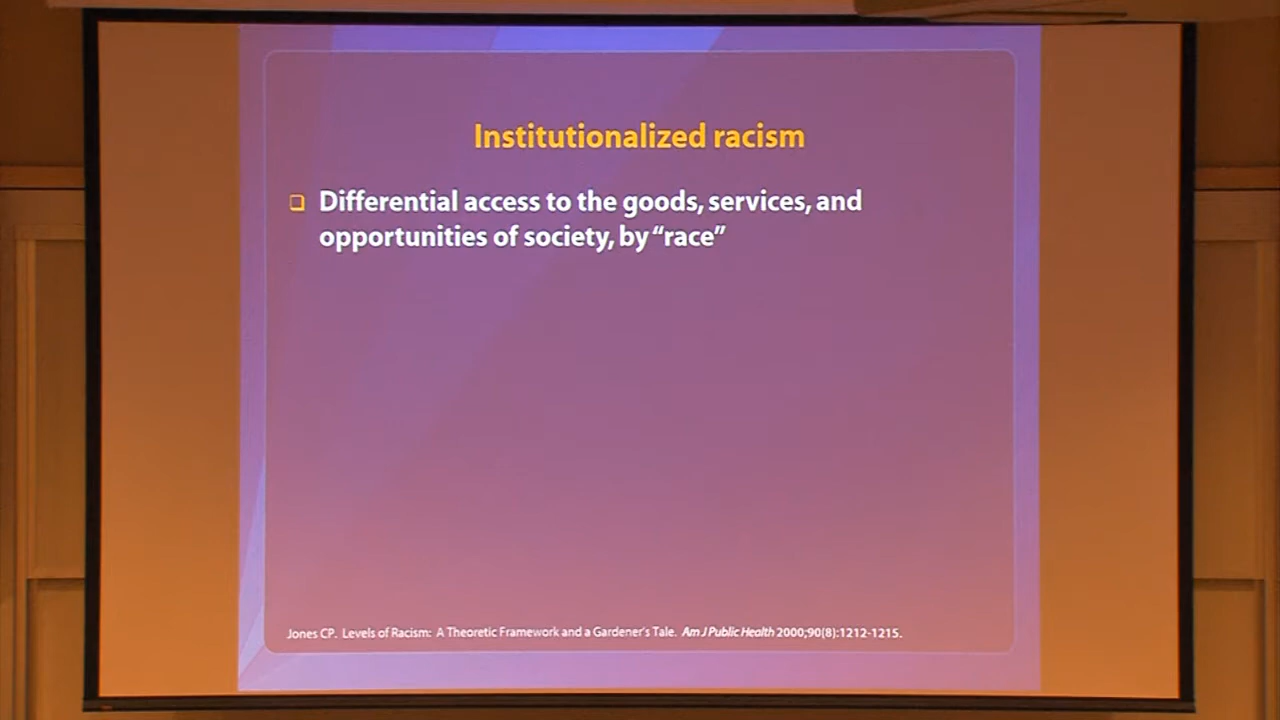 Institutionalized racism
Differential access to the goods, services, and
opportunities of society, by “race”
Jones CP. Levels of Racism: A Theoretic Framework and a Gardener's Tale. Am J Public Health 2000;90(8):1212-1215.